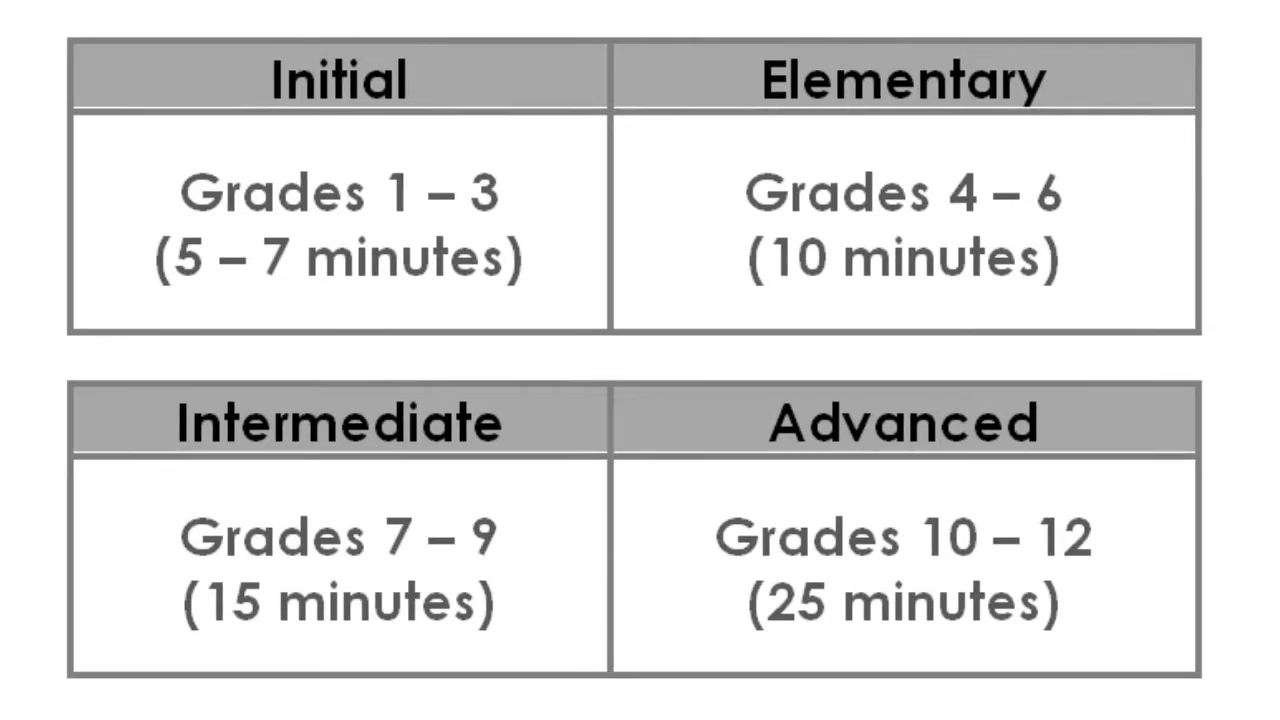 Initial
Elementary
Grades 1 – 3
(5 – 7 minutes)
Grades 4 – 6
(10 minutes)
Intermediate
Advanced
Grades 7 – 9
(15 minutes)
Grades 10 – 12
(25 minutes)